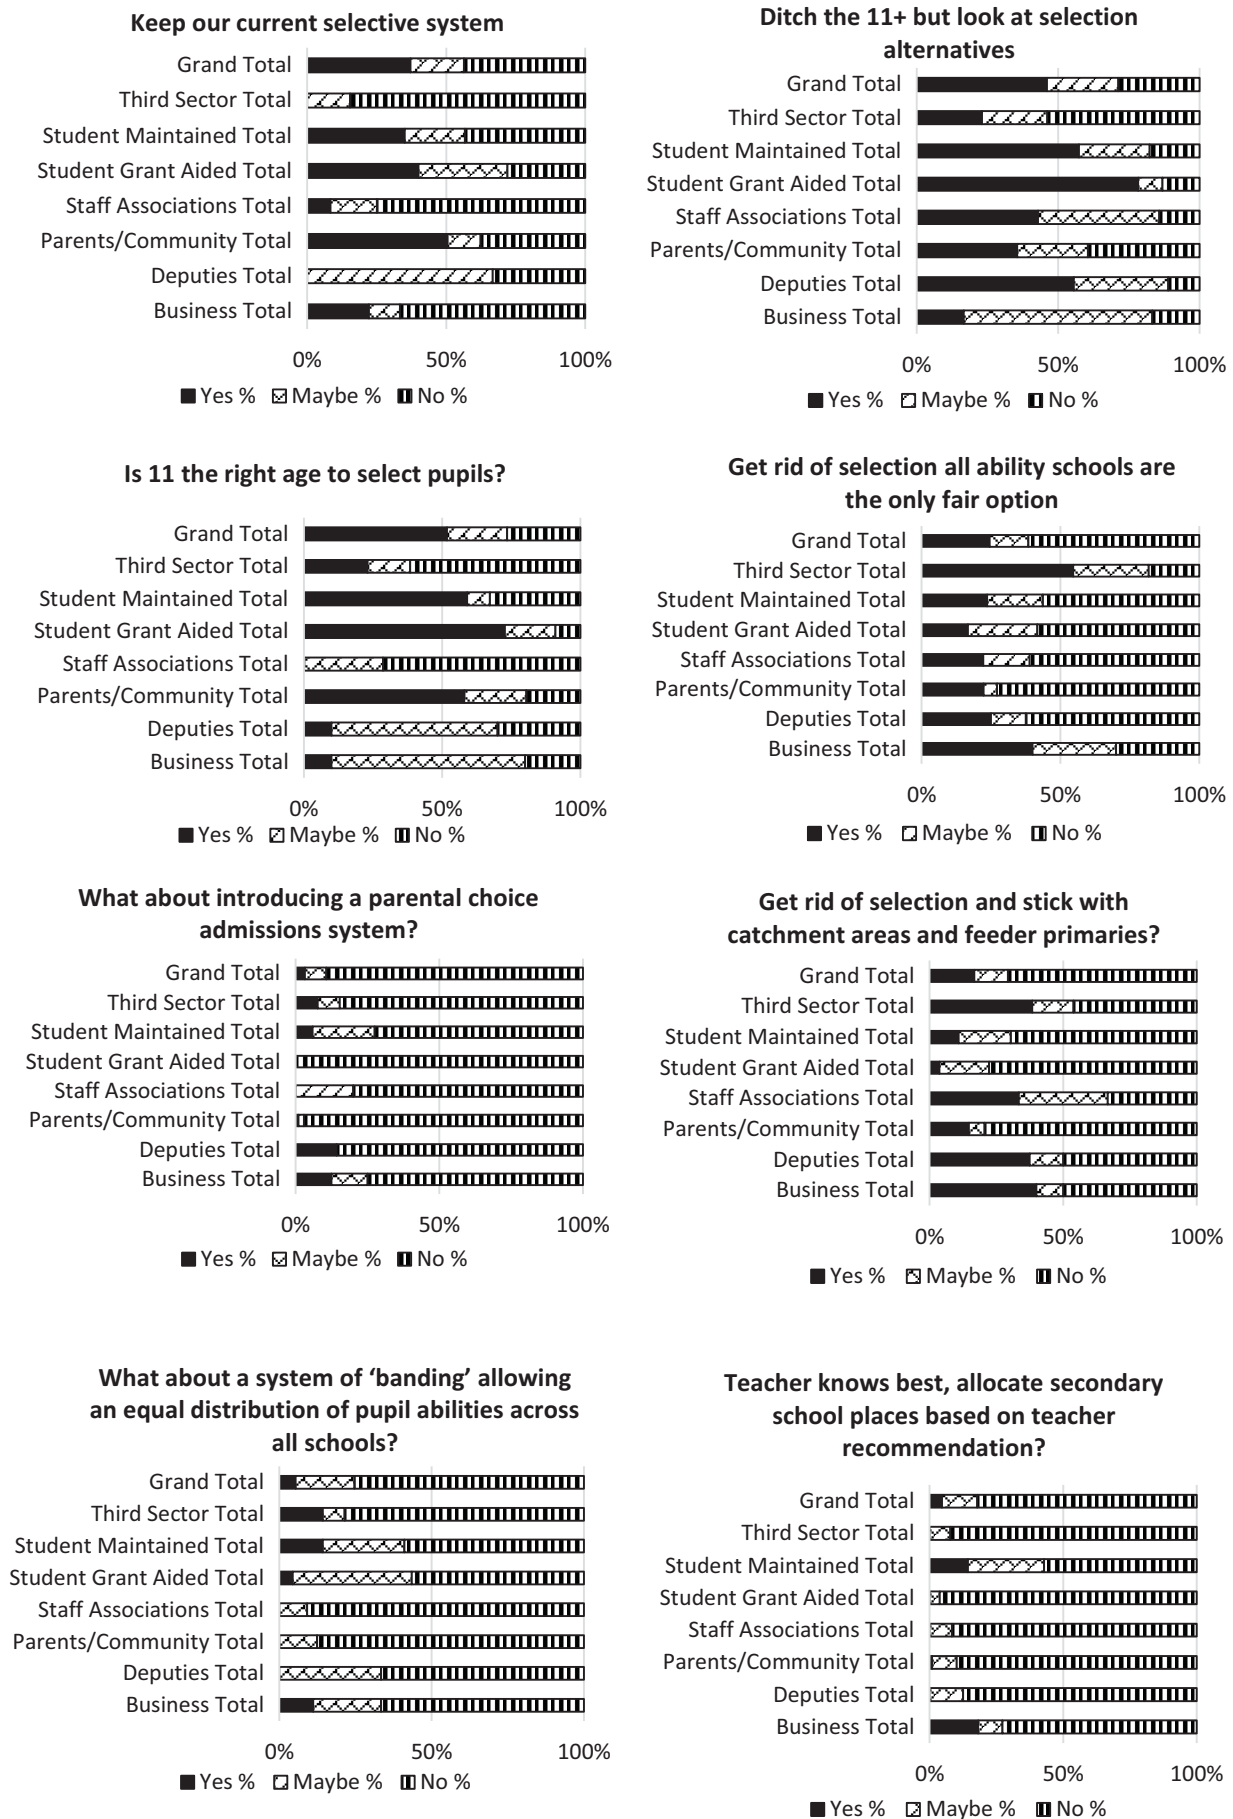 Keep our current selective system
Grand Total
Third Sector Total
Student Maintained Total
Student Grant Aided Total
Staff Associations Total
Parents/Community Total
Deputies Total
Business Total
0% 50% 100%
Yes % Maybe % No %
Ditch the 11+ but look at selection
alternatives
Grand Total
Third Sector Total
Student Maintained Total
Student Grant Aided Total
Staff Associations Total
Parents/Community Total
Deputies Total
Business Total
0% 50% 100%
Yes % Maybe % No %
Is 11 the right age to select pupils?
Grand Total
Third Sector Total
Student Maintained Total
Student Grant Aided Total
Staff Associations Total
Parents/Community Total
Deputies Total
Business Total
0% 50% 100%
Yes % Maybe % No %
Get rid of selection all ability schools are
the only fair option
Grand Total
Third Sector Total
Student Maintained Total
Student Grant Aided Total
Staff Associations Total
Parents/Community Total
Deputies Total
Business Total
0% 50% 100%
Yes % Maybe % No %
What about introducing a parental choice
admissions system?
Grand Total
Third Sector Total
Student Maintained Total
Student Grant Aided Total
Staff Associations Total
Parents/Community Total
Deputies Total
Business Total
0% 50% 100%
Yes % Maybe % No %
Get rid of selection and stick with
catchment areas and feeder primaries?
Grand Total
Third Sector Total
Student Maintained Total
Student Grant Aided Total
Staff Associations Total
Parents/Community Total
Deputies Total
Business Total
0% 50% 100%
Yes % Maybe % No %
What about a system of ‘banding’ allowing
an equal distribution of pupil abilities across
all schools?
Grand Total
Third Sector Total
Student Maintained Total
Student Grant Aided Total
Staff Associations Total
Parents/Community Total
Deputies Total
Business Total
0% 50% 100%
Yes % Maybe % No %
Teacher knows best, allocate secondary
school places based on teacher
recommendation?
Grand Total
Third Sector Total
Student Maintained Total
Student Grant Aided Total
Staff Associations Total
Parents/Community Total
Deputies Total
Business Total
0% 50% 100%
Yes % Maybe % No %